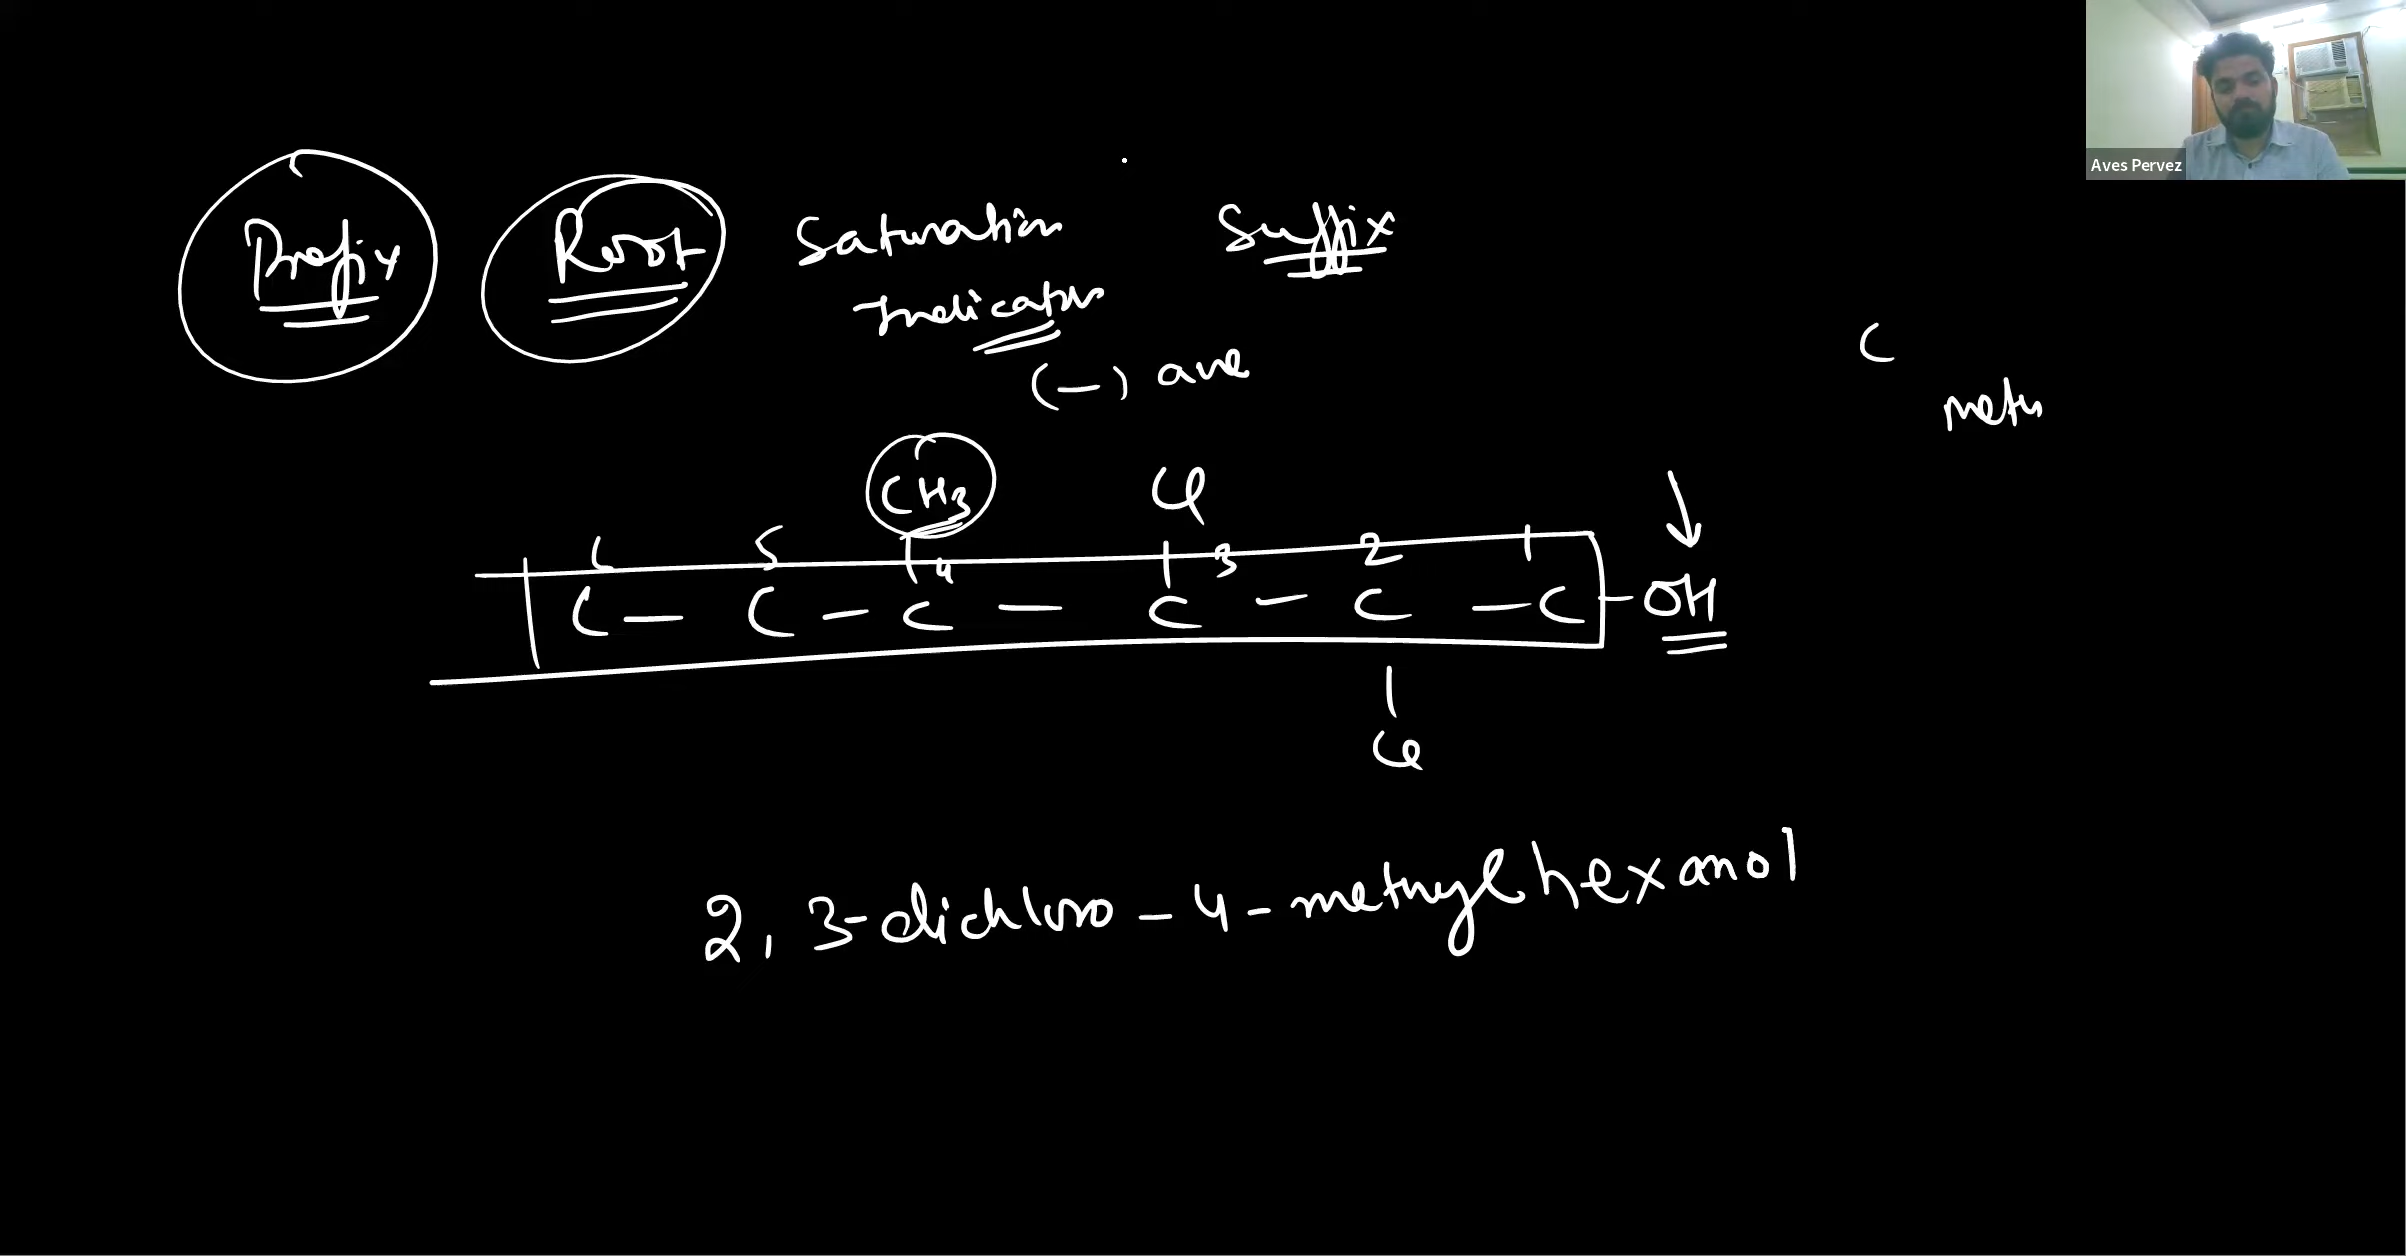 Aves Pervez
Prefix Root Saturation Suffix
Indicator
(-) ane
C
meth
CH3 Cl
6 5 4 3 2 1
C - C - C - C - C - C - OH
Cl
2, 3-dichloro - 4 - methyl hexanol